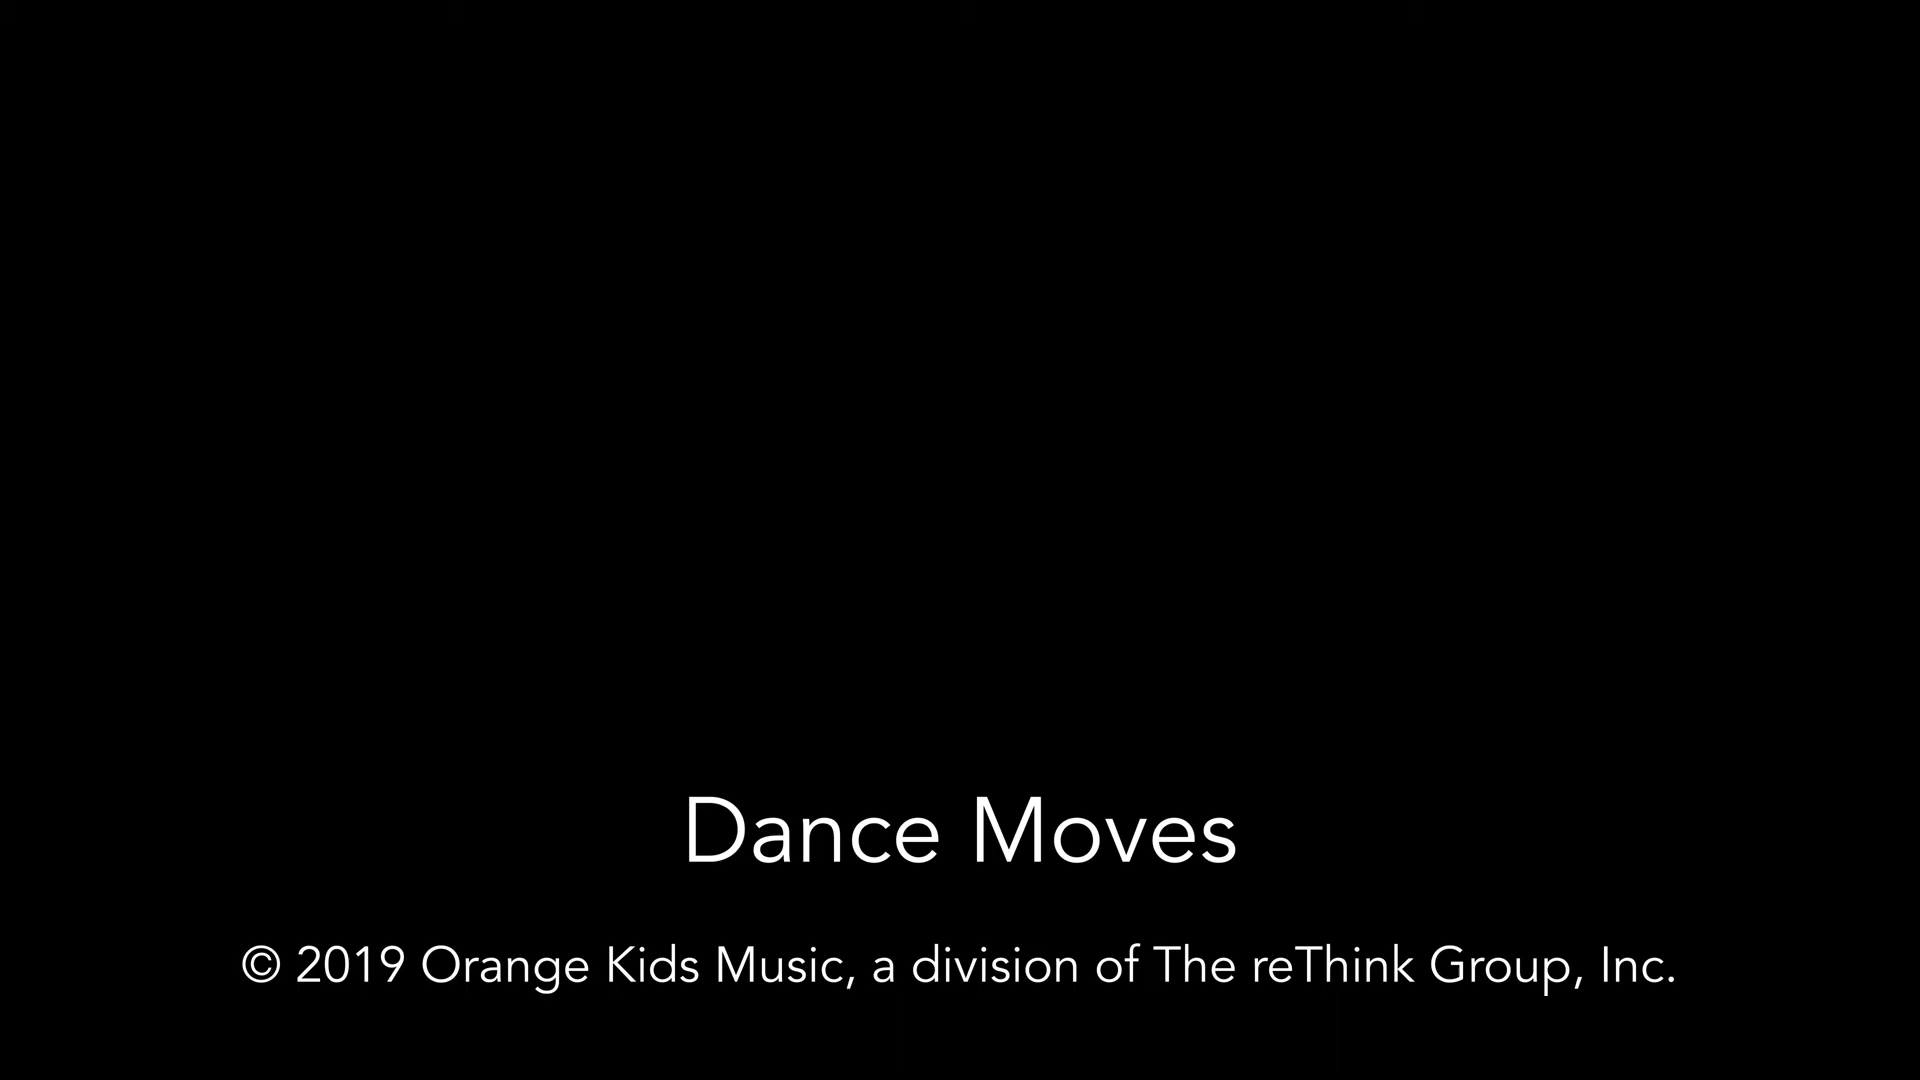 Dance Moves
© 2019 Orange Kids Music, a division of The reThink Group, Inc.